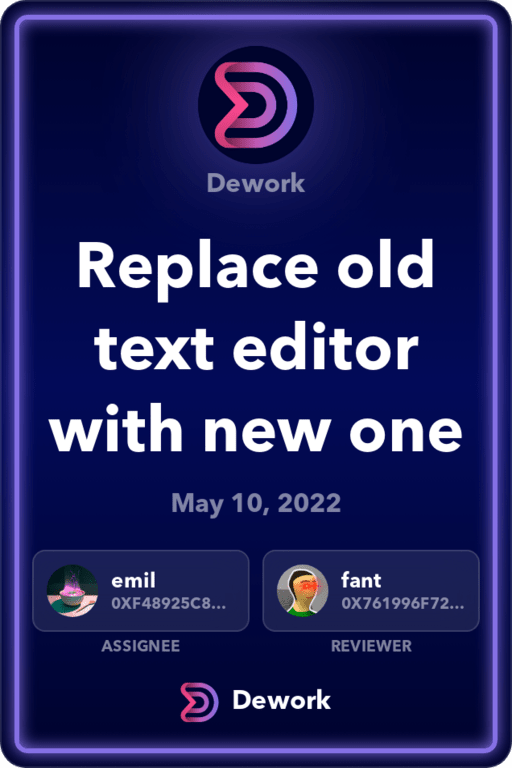 Dework
Replace old
text editor
with new one
May 10, 2022
emil
0XF48925C8...
ASSIGNEE
fant
0X761996F72...
REVIEWER
Dework